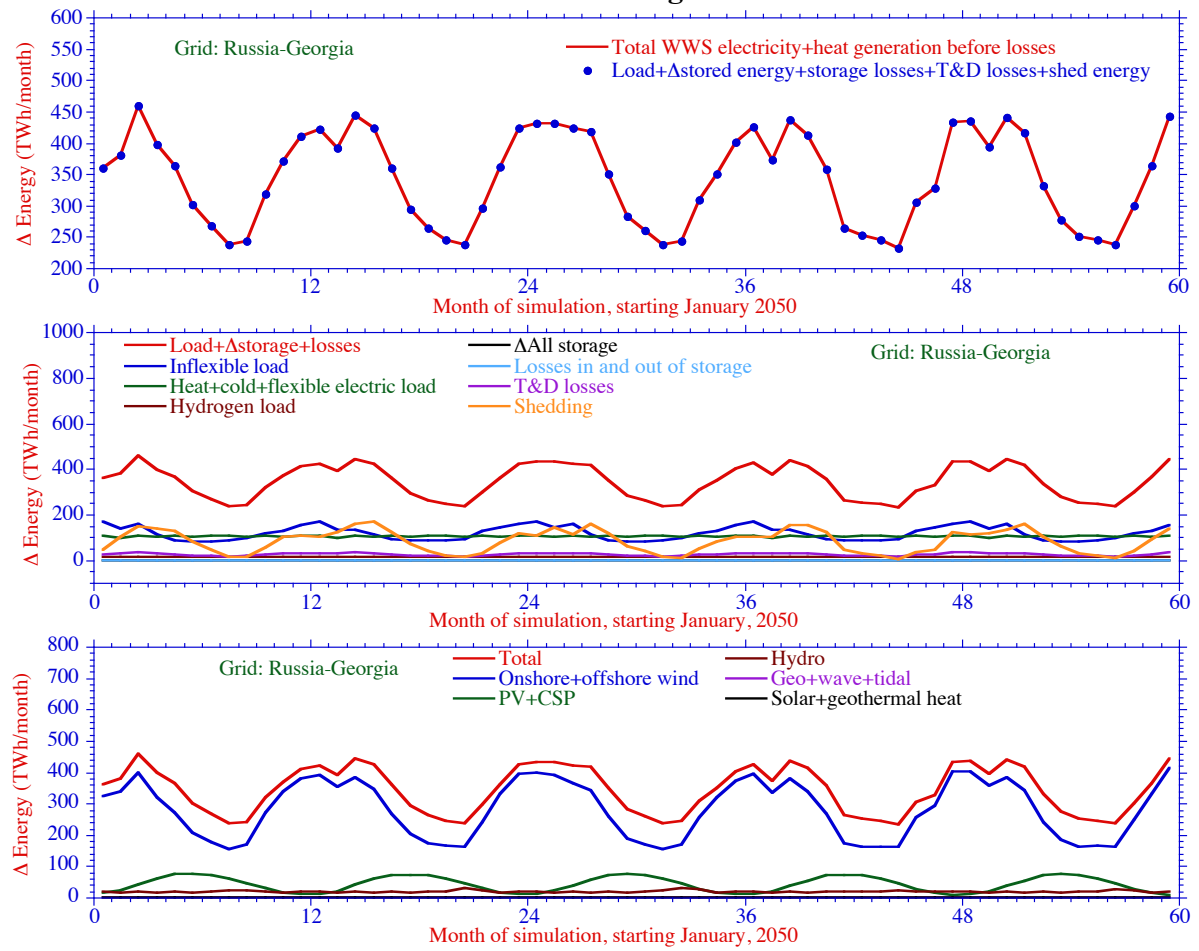 600
550
500
450
400
350
300
250
200
Δ Energy (TWh/month)
Grid: Russia-Georgia
Total WWS electricity+heat generation before losses
Load+Δstored energy+storage losses+T&D losses+shed energy
0 12 24 36 48 60
Month of simulation, starting January 2050
1000
800
600
400
200
0
Δ Energy (TWh/month)
Load+Δstorage+losses
Inflexible load
Heat+cold+flexible electric load
Hydrogen load
ΔAll storage
Losses in and out of storage
T&D losses
Shedding
Grid: Russia-Georgia
0 12 24 36 48 60
Month of simulation, starting January, 2050
800
700
600
500
400
300
200
100
0
Δ Energy (TWh/month)
Grid: Russia-Georgia
Total
Onshore+offshore wind
PV+CSP
Hydro
Geo+wave+tidal
Solar+geothermal heat
0 12 24 36 48 60
Month of simulation, starting January, 2050